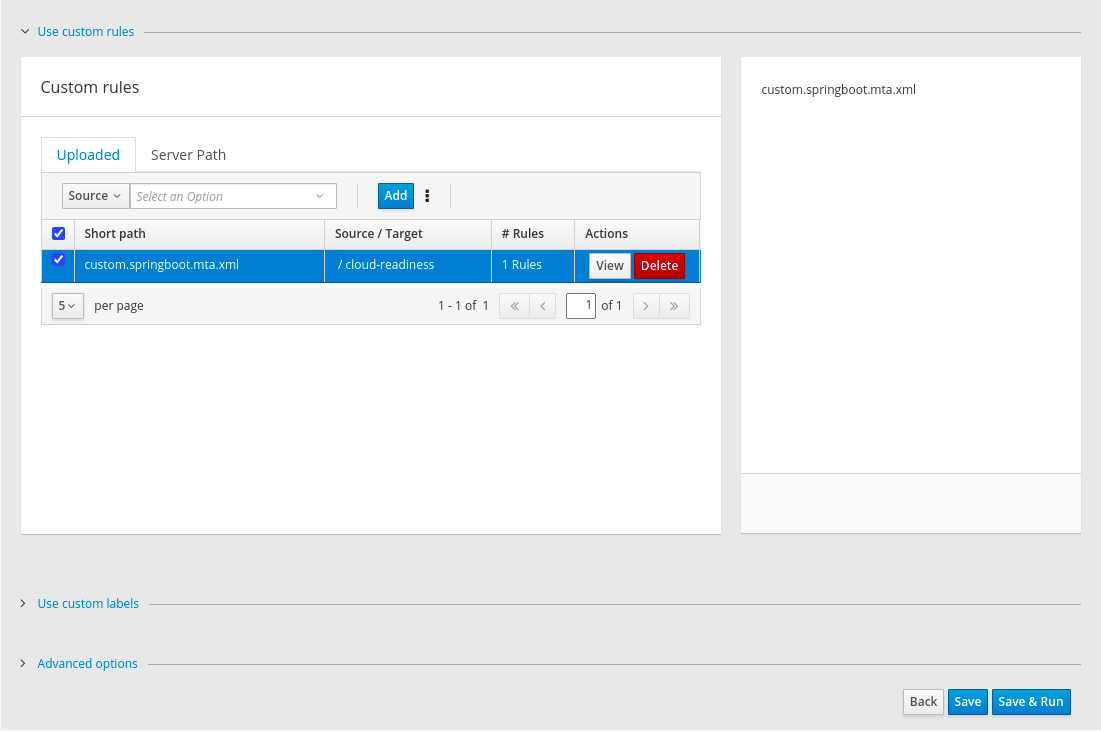 Use custom rules
Custom rules
custom.springboot.mta.xml
Uploaded Server Path
Source Select an Option Add
Short path Source / Target # Rules Actions
custom.springboot.mta.xml / cloud-readiness 1 Rules View Delete
5 per page 1 - 1 of 1 « < 1 of 1 > »
Use custom labels
Advanced options
Back Save Save & Run